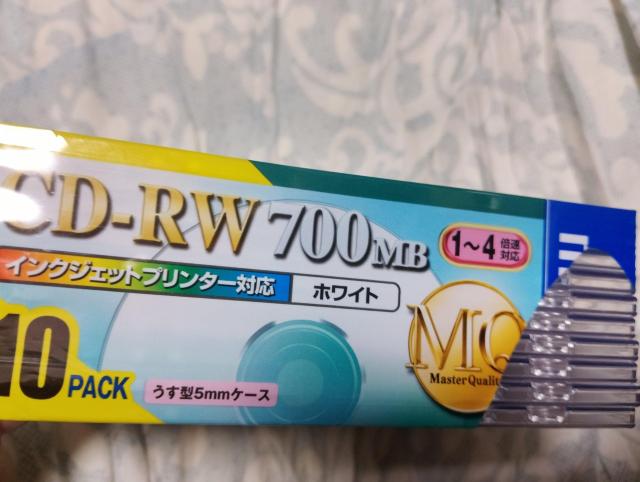 CD-RW 700MB
1～4 倍速
対応
インクジェットプリンター対応 ホワイト
MQ
Master Quality
10 PACK
うす型5mmケース